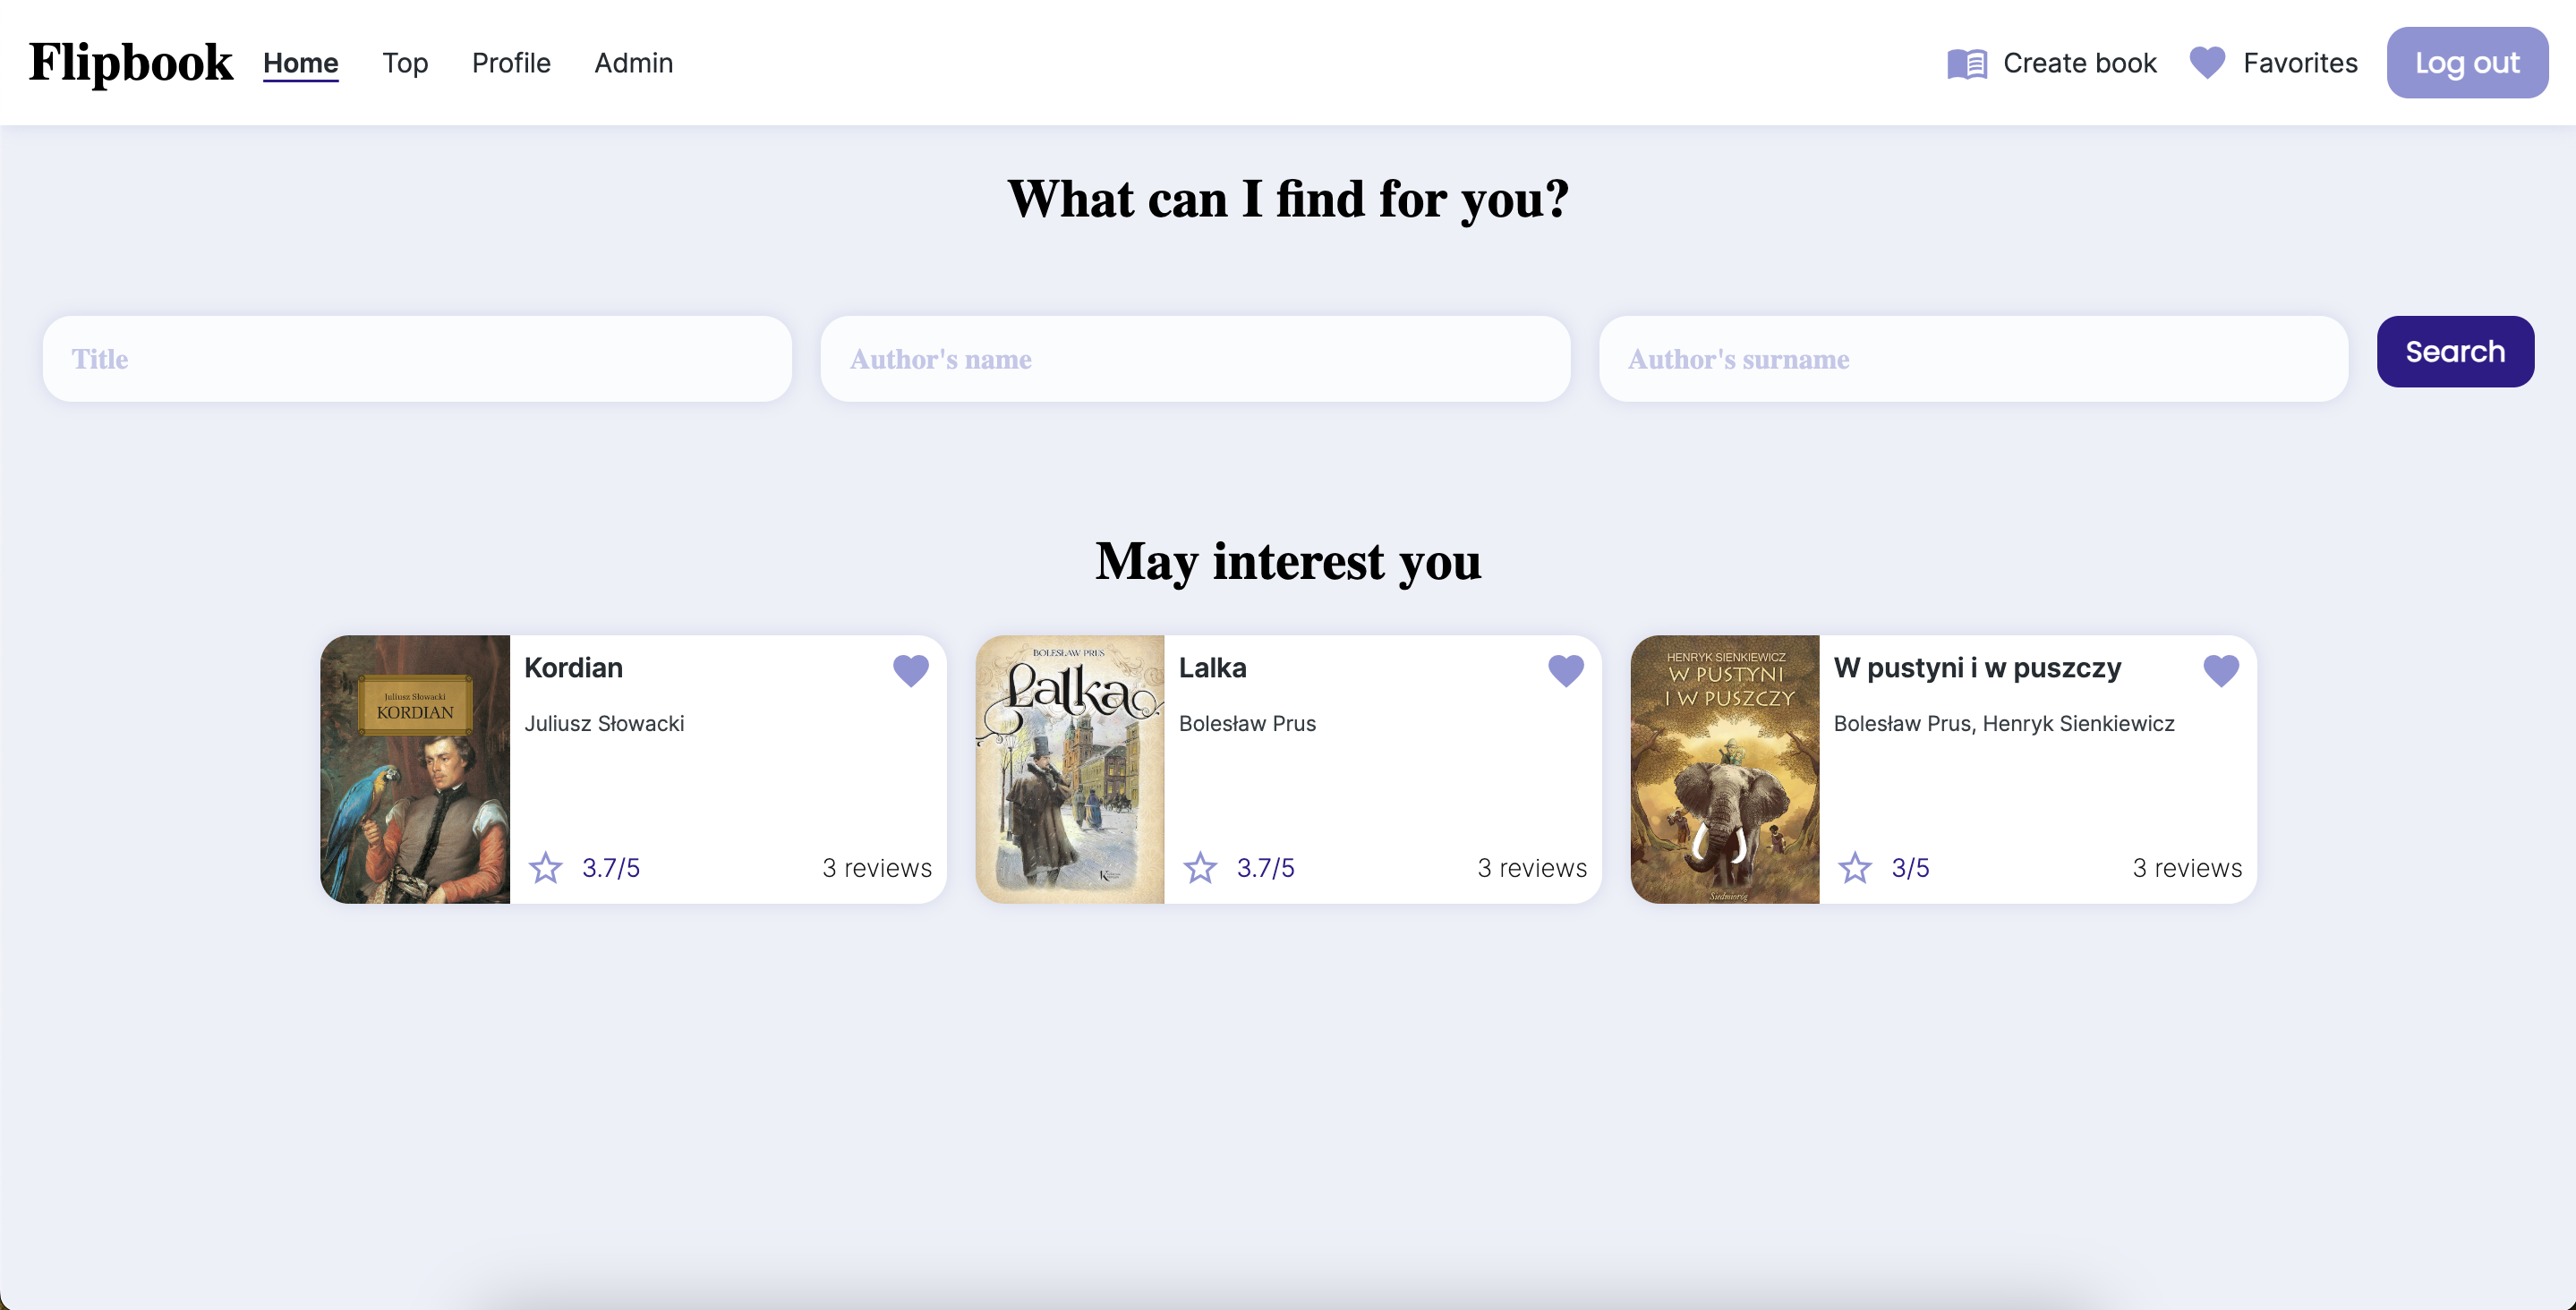 Flipbook Home Top Profile Admin Create book Favorites Log out
What can I find for you?
Title Author's name Author's surname Search
May interest you
Juliusz Słowacki
KORDIAN
Kordian
Juliusz Słowacki
3.7/5 3 reviews
BOLESŁAW PRUS
Lalka
Lalka
Bolesław Prus
3.7/5 3 reviews
HENRYK SIENKIEWICZ
W PUSTYNI
I W PUSZCZY
Siedmioróg
W pustyni i w puszczy
Bolesław Prus, Henryk Sienkiewicz
3/5 3 reviews